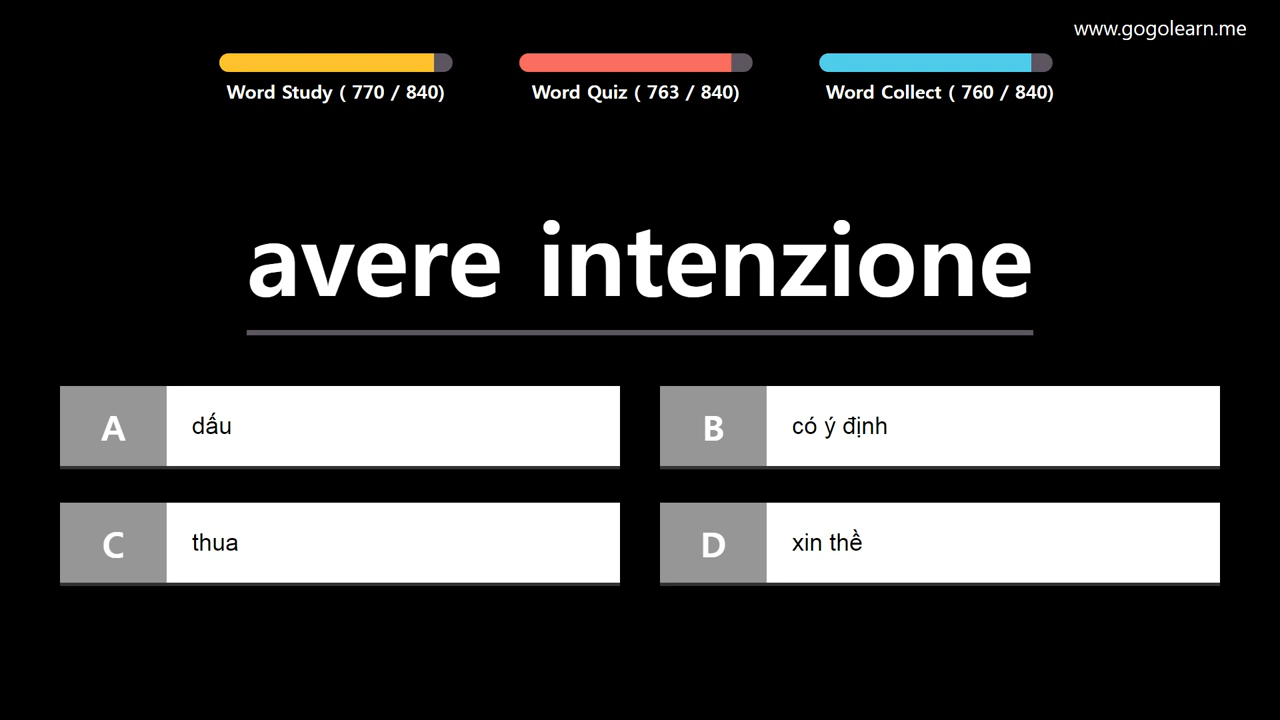 www.gogolearn.me
Word Study ( 770 / 840)
Word Quiz ( 763 / 840)
Word Collect ( 760 / 840)
avere intenzione
A dấu
B có ý định
C thua
D xin thề